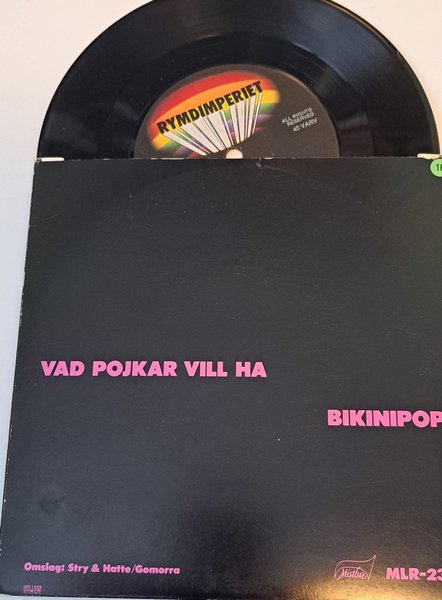 RYMDIMPERIET
ALL RIGHTS
RESERVED
45 VARV
VAD POJKAR VILL HA
BIKINIPOP
Omslag: Stry & Hatte/Gomorra
Mistlur
MLR-23